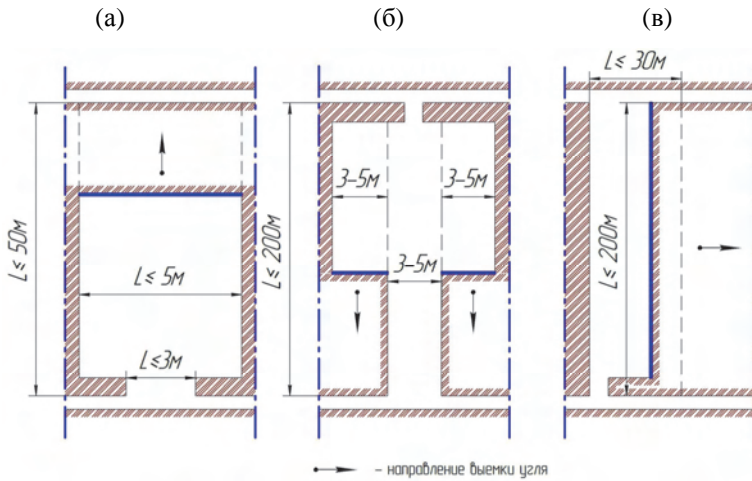 (а) (б) (в)
L ≤ 30м
L ≤ 50м
L ≤ 5м
L ≤3м
L ≤ 200м
3–5м 3–5м
3–5м
L ≤ 200м
– направление выемки угля